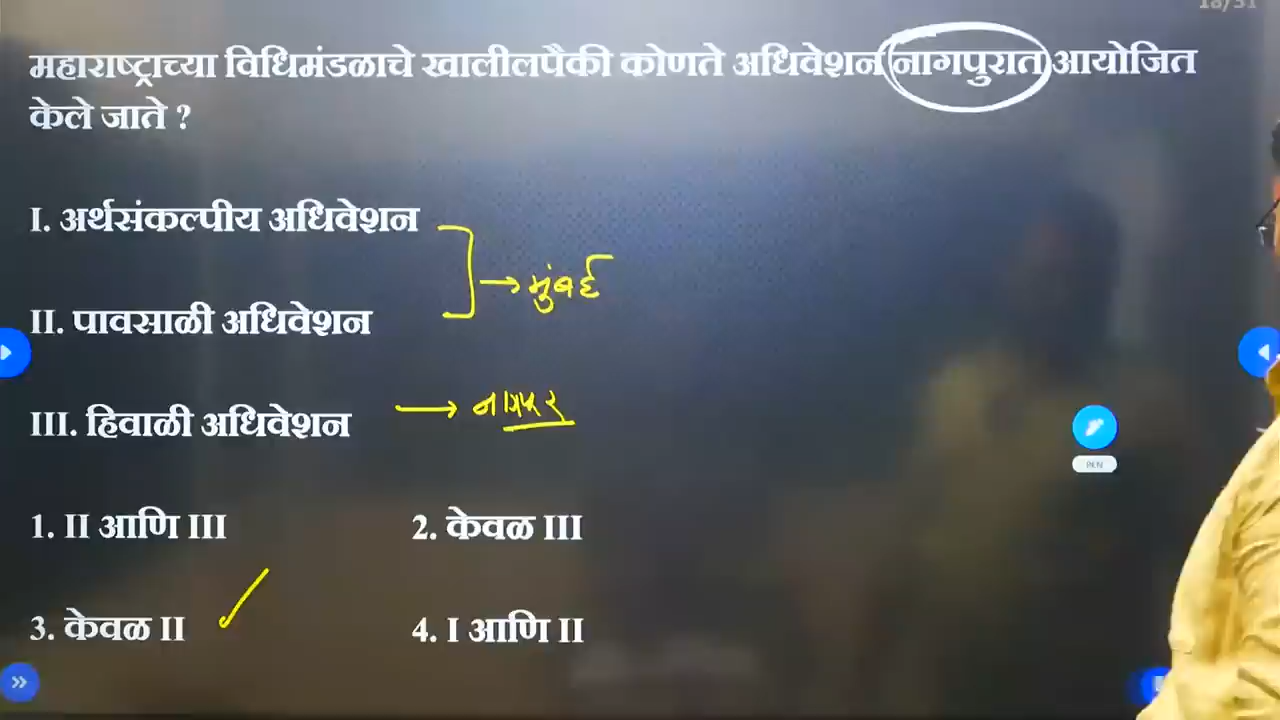 महाराष्ट्राच्या विधिमंडळाचे खालीलपैकी कोणते अधिवेशन नागपुरात आयोजित
केले जाते ?
I. अर्थसंकल्पीय अधिवेशन
→ मुंबई
II. पावसाळी अधिवेशन
III. हिवाळी अधिवेशन → नागपूर
PEN
1. II आणि III 2. केवळ III
3. केवळ II 4. I आणि II